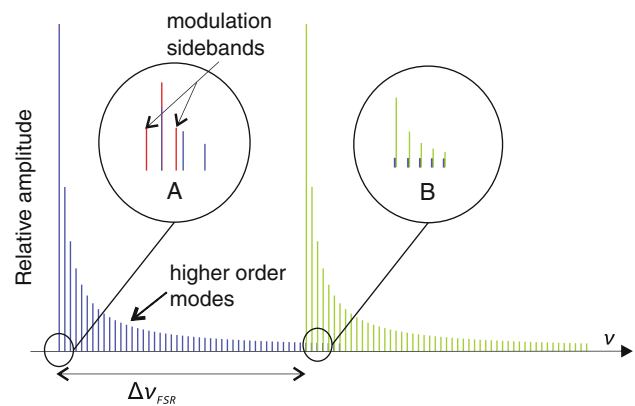 modulation
sidebands
A
B
Relative amplitude
higher order
modes
ν
Δν_FSR